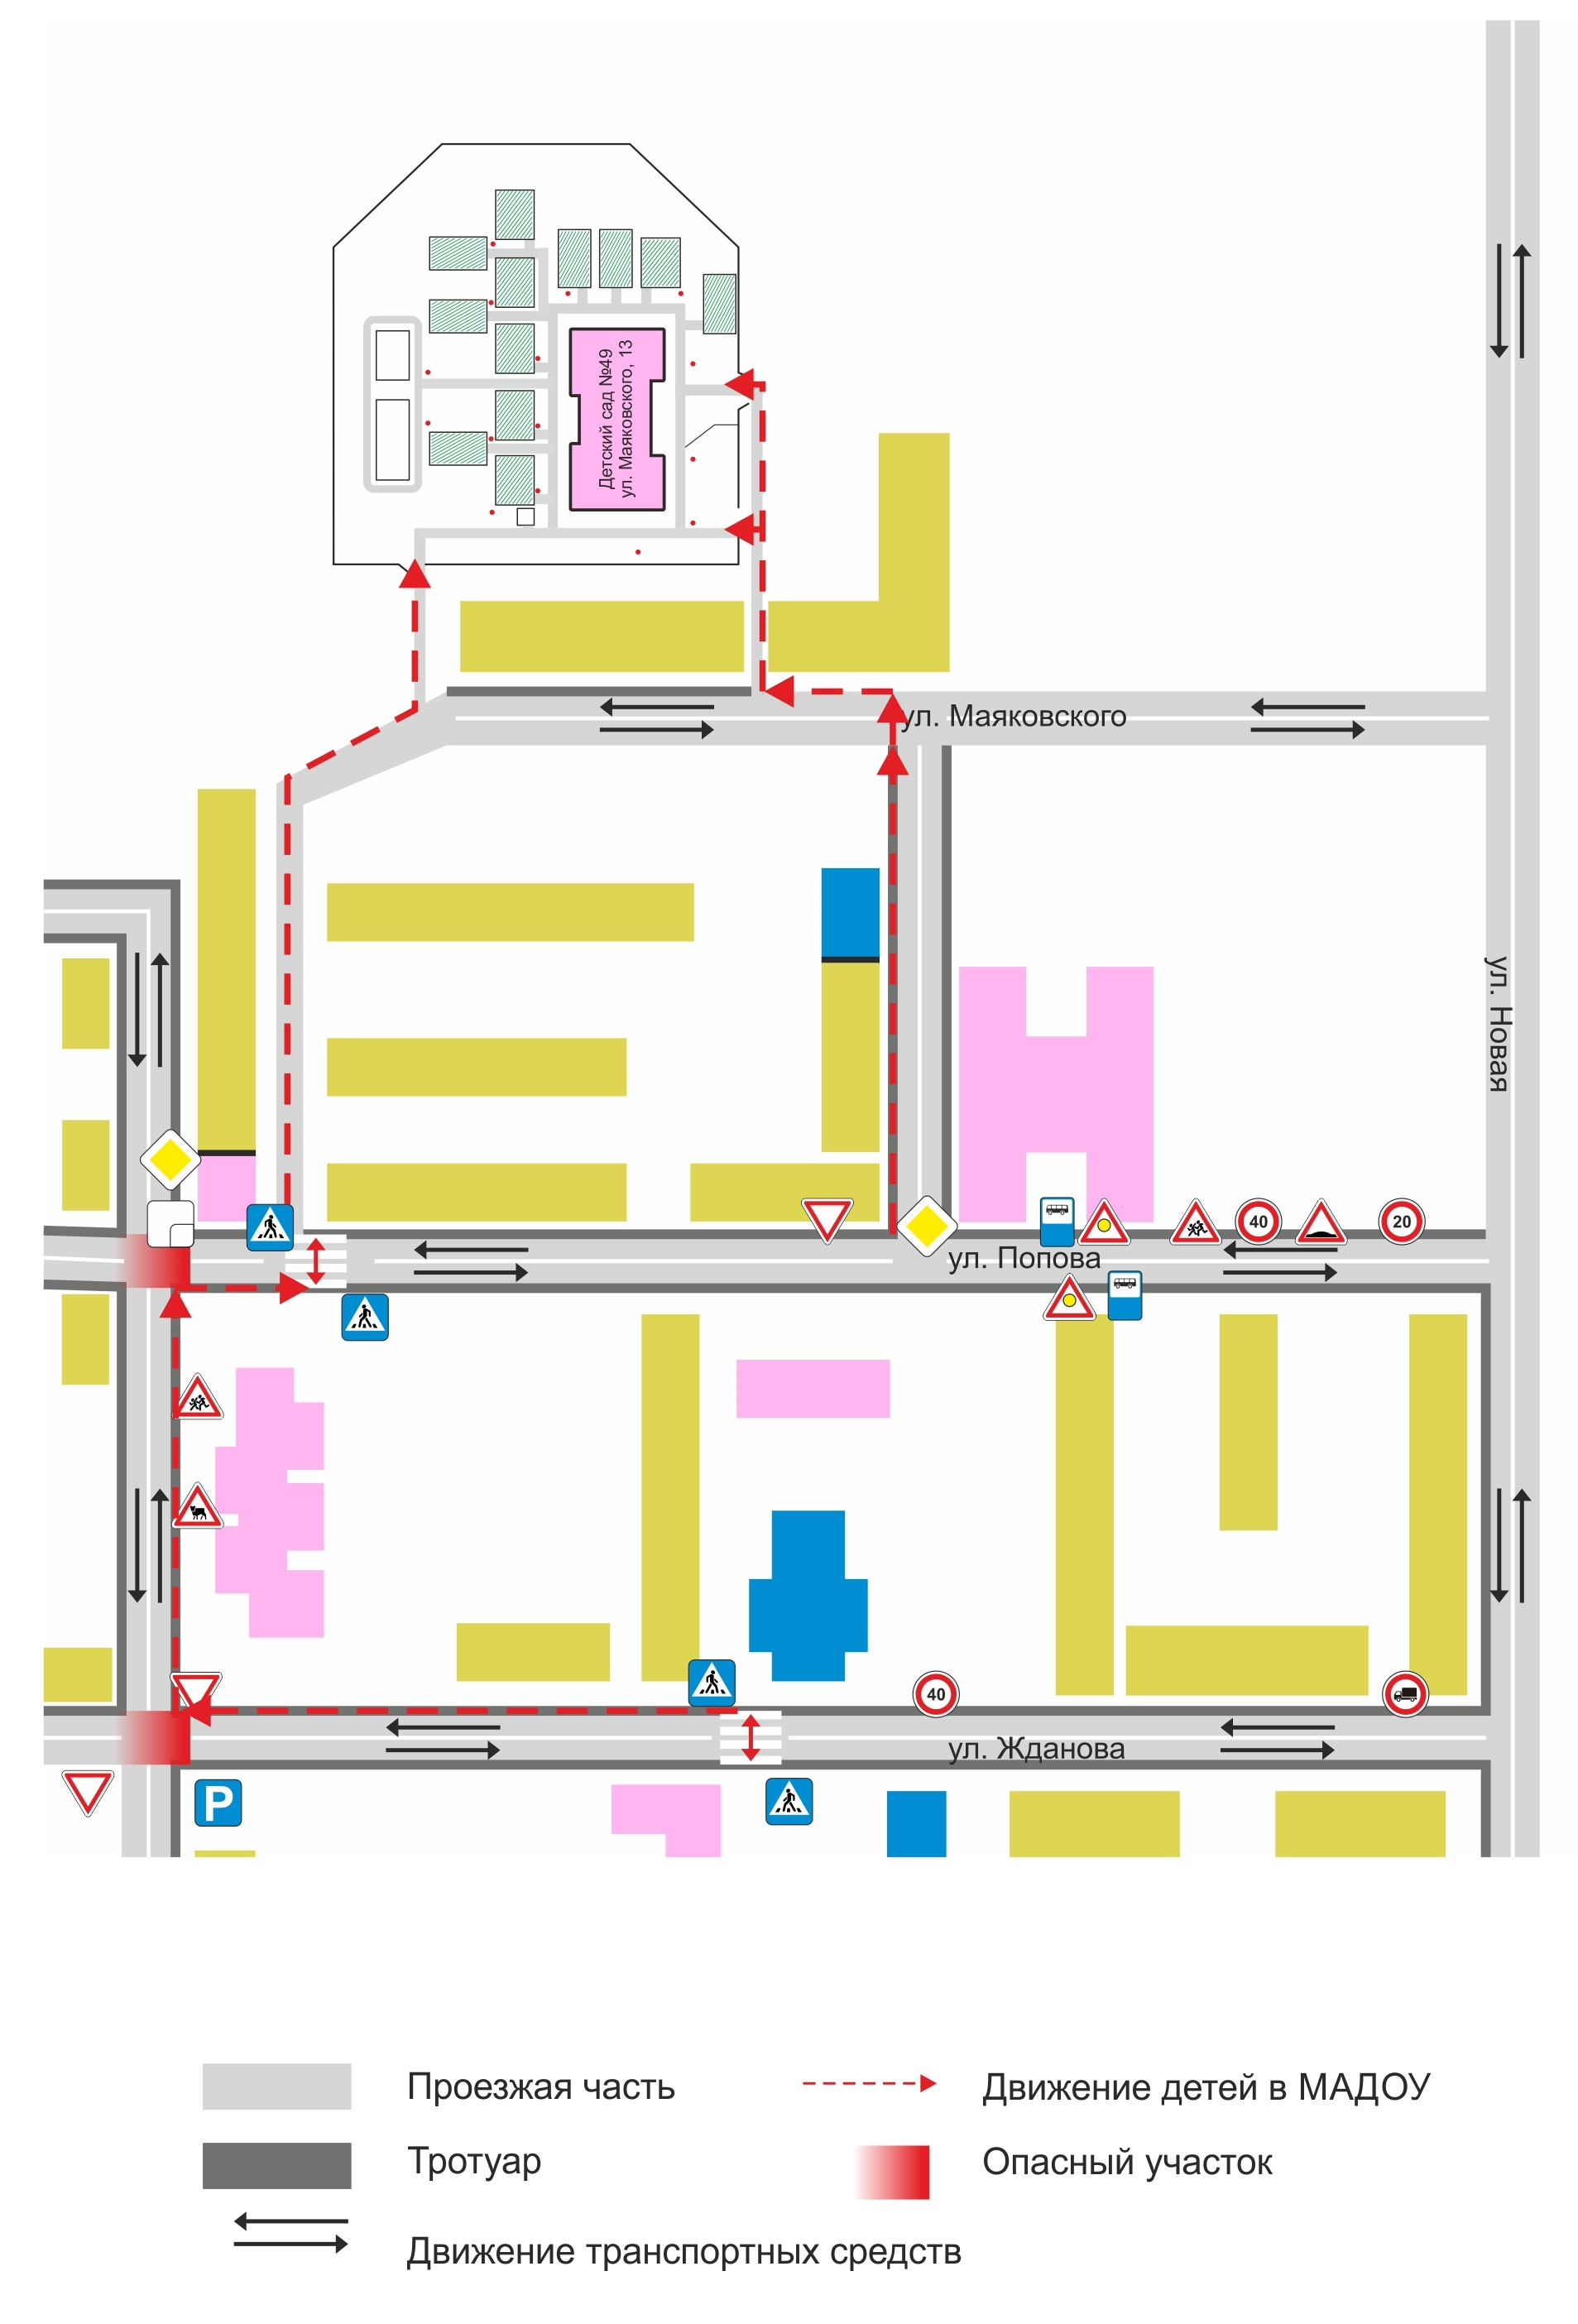 Детский сад №49
ул. Маяковского, 13
ул. Маяковского
ул. Новая
40
20
ул. Попова
40
ул. Жданова
P
Проезжая часть
Движение детей в МАДОУ
Тротуар
Опасный участок
Движение транспортных средств